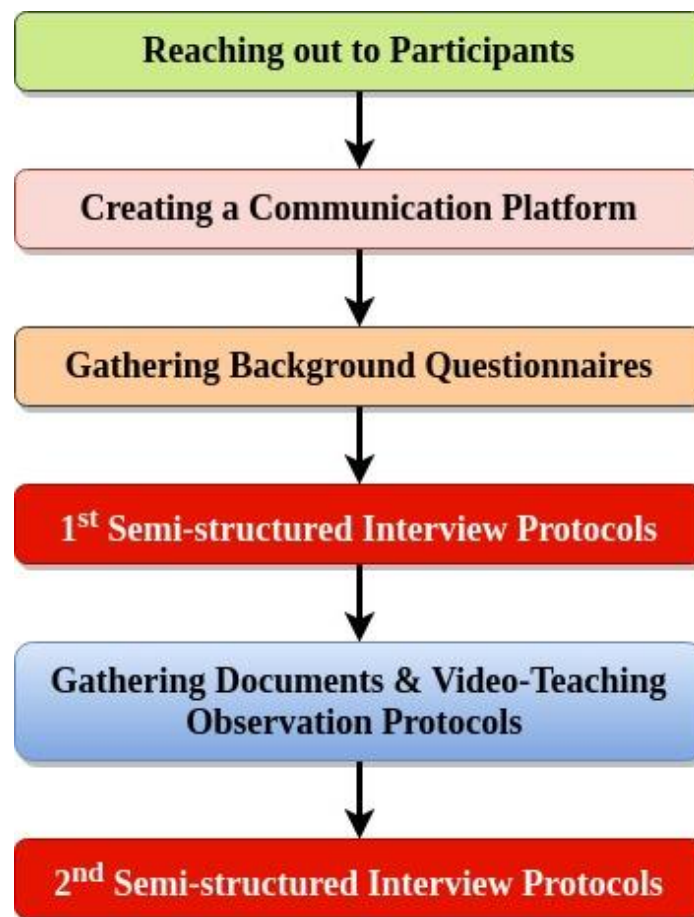 Reaching out to Participants
Creating a Communication Platform
Gathering Background Questionnaires
1st Semi-structured Interview Protocols
Gathering Documents & Video-Teaching
Observation Protocols
2nd Semi-structured Interview Protocols